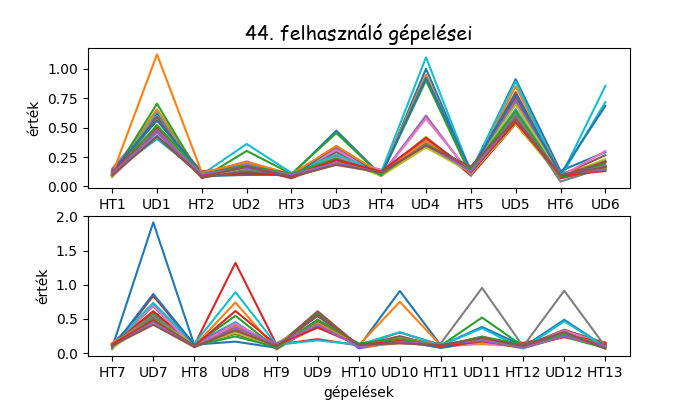 44. felhasználó gépelései
érték
1.00
0.75
0.50
0.25
0.00
HT1 UD1 HT2 UD2 HT3 UD3 HT4 UD4 HT5 UD5 HT6 UD6
érték
2.0
1.5
1.0
0.5
0.0
HT7 UD7 HT8 UD8 HT9 UD9 HT10 UD10 HT11 UD11 HT12 UD12 HT13
gépelések